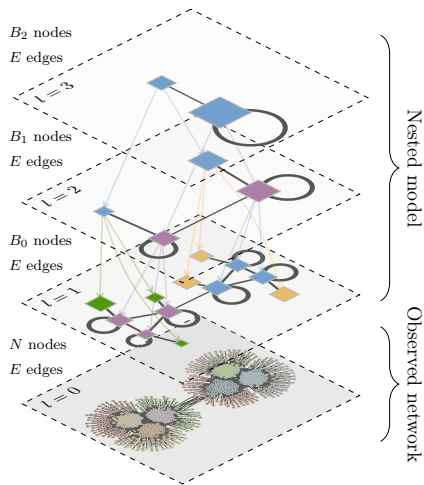 B₂ nodes
E edges
l = 3
B₁ nodes
E edges
l = 2
B₀ nodes
E edges
l = 1
N nodes
E edges
l = 0
Nested model
Observed network